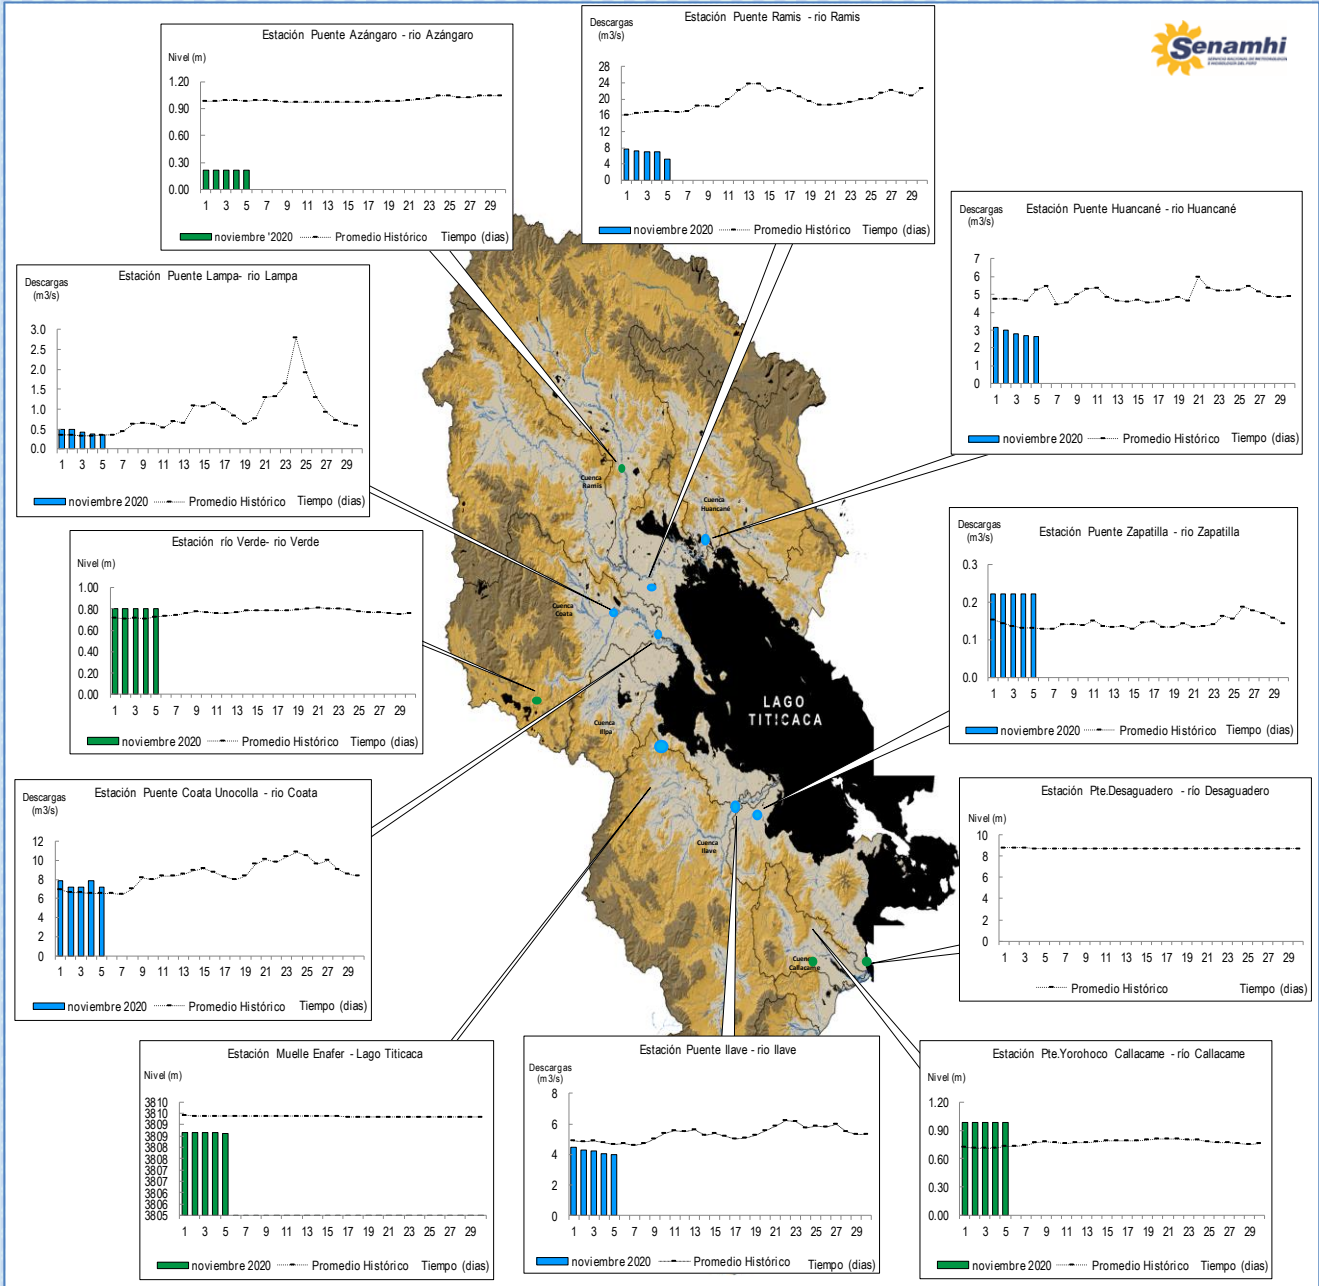 Senamhi
SERVICIO NACIONAL DE METEOROLOGÍA
E HIDROLOGÍA DEL PERÚ
Estación Puente Azángaro - rio Azángaro
Nivel (m)
1.20
0.90
0.60
0.30
0.00
1 3 5 7 9 11 13 15 17 19 21 23 25 27 29
noviembre '2020 Promedio Histórico Tiempo (dias)
Estación Puente Ramis - rio Ramis
Descargas
(m3/s)
28
24
20
16
12
8
4
0
1 3 5 7 9 11 13 15 17 19 21 23 25 27 29
noviembre 2020 Promedio Histórico Tiempo (dias)
Estación Puente Huancané - rio Huancané
Descargas
(m3/s)
7
6
5
4
3
2
1
0
1 3 5 7 9 11 13 15 17 19 21 23 25 27 29
noviembre 2020 Promedio Histórico Tiempo (dias)
Estación Puente Lampa- rio Lampa
Descargas
(m3/s)
3.0
2.5
2.0
1.5
1.0
0.5
0.0
1 3 5 7 9 11 13 15 17 19 21 23 25 27 29
noviembre 2020 Promedio Histórico Tiempo (dias)
Estación río Verde- rio Verde
Nivel (m)
1.00
0.80
0.60
0.40
0.20
0.00
1 3 5 7 9 11 13 15 17 19 21 23 25 27 29
noviembre 2020 Promedio Histórico Tiempo (dias)
Estación Puente Zapatilla - rio Zapatilla
Descargas
(m3/s)
0.3
0.2
0.1
0.0
1 3 5 7 9 11 13 15 17 19 21 23 25 27 29
noviembre 2020 Promedio Histórico Tiempo (dias)
Cuenca
Ramis
Cuenca
Huancané
Cuenca
Coata
LAGO
TITICACA
Cuenca
Illpa
Cuenca
Ilave
Cuenca
Callacame
Estación Puente Coata Unocolla - rio Coata
Descargas
(m3/s)
12
10
8
6
4
2
0
1 3 5 7 9 11 13 15 17 19 21 23 25 27 29
noviembre 2020 Promedio Histórico Tiempo (dias)
Estación Pte.Desaguadero - río Desaguadero
Nivel (m)
10
8
6
4
2
0
1 3 5 7 9 11 13 15 17 19 21 23 25 27 29
Promedio Histórico Tiempo (dias)
Estación Muelle Enafer - Lago Titicaca
Nivel (m)
3810
3810
3809
3809
3808
3808
3807
3807
3806
3806
3805
1 3 5 7 9 11 13 15 17 19 21 23 25 27 29
noviembre 2020 Promedio Histórico Tiempo (dias)
Estación Puente Ilave - rio Ilave
Descargas
(m3/s)
8
6
4
2
0
1 3 5 7 9 11 13 15 17 19 21 23 25 27 29
noviembre 2020 Promedio Histórico Tiempo (dias)
Estación Pte.Yorohoco Callacame - río Callacame
Nivel (m)
1.20
0.90
0.60
0.30
0.00
1 3 5 7 9 11 13 15 17 19 21 23 25 27 29
noviembre 2020 Promedio Histórico Tiempo (dias)